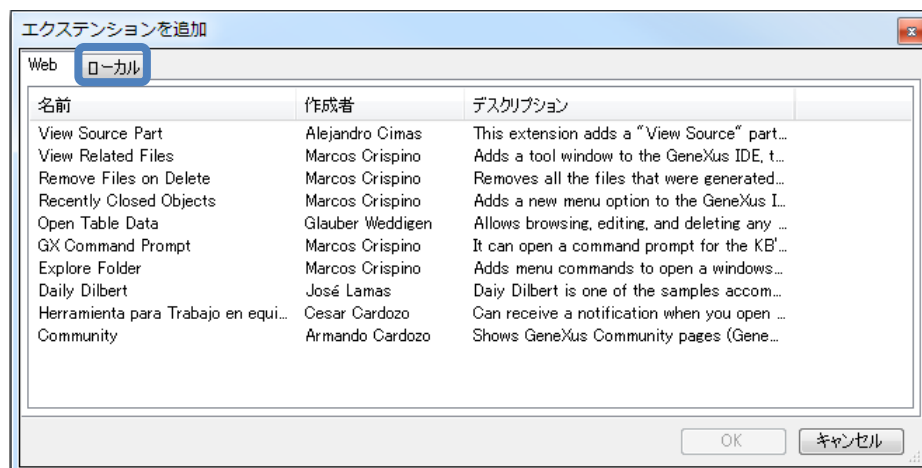 エクステンションを追加
Web ローカル
名前 作成者 デスクリプション
View Source Part Alejandro Cimas This extension adds a "View Source" part...
View Related Files Marcos Crispino Adds a tool window to the GeneXus IDE, t...
Remove Files on Delete Marcos Crispino Removes all the files that were generated...
Recently Closed Objects Marcos Crispino Adds a new menu option to the GeneXus I...
Open Table Data Glauber Weddigen Allows browsing, editing, and deleting any ...
GX Command Prompt Marcos Crispino It can open a command prompt for the KB'...
Explore Folder Marcos Crispino Adds menu commands to open a windows...
Daily Dilbert José Lamas Daiy Dilbert is one of the samples accom...
Herramienta para Trabajo en equi... Cesar Cardozo Can receive a notification when you open ...
Community Armando Cardozo Shows GeneXus Community pages (Gene...
OK キャンセル